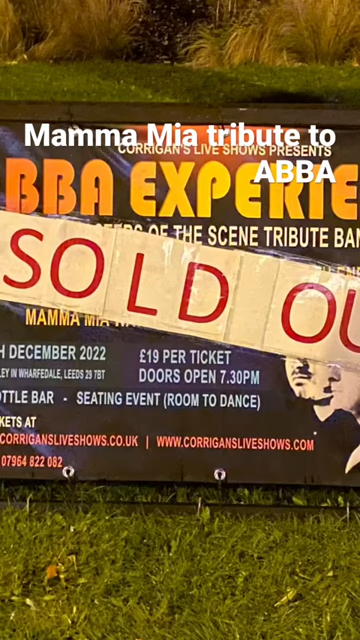 Mamma Mia tribute to
ABBA
CORRIGAN'S LIVE SHOWS PRESENTS
BBA EXPERIE
OF THE SCENE TRIBUTE BAN
SOLD OU
MAMMA MIA
H DECEMBER 2022
£19 PER TICKET
LEY IN WHARFEDALE, LEEDS 29 7BT
DOORS OPEN 7.30PM
OTTLE BAR - SEATING EVENT (ROOM TO DANCE)
KETS AT
CORRIGANSLIVESHOWS.CO.UK | WWW.CORRIGANSLIVESHOWS.COM
07964 822 082